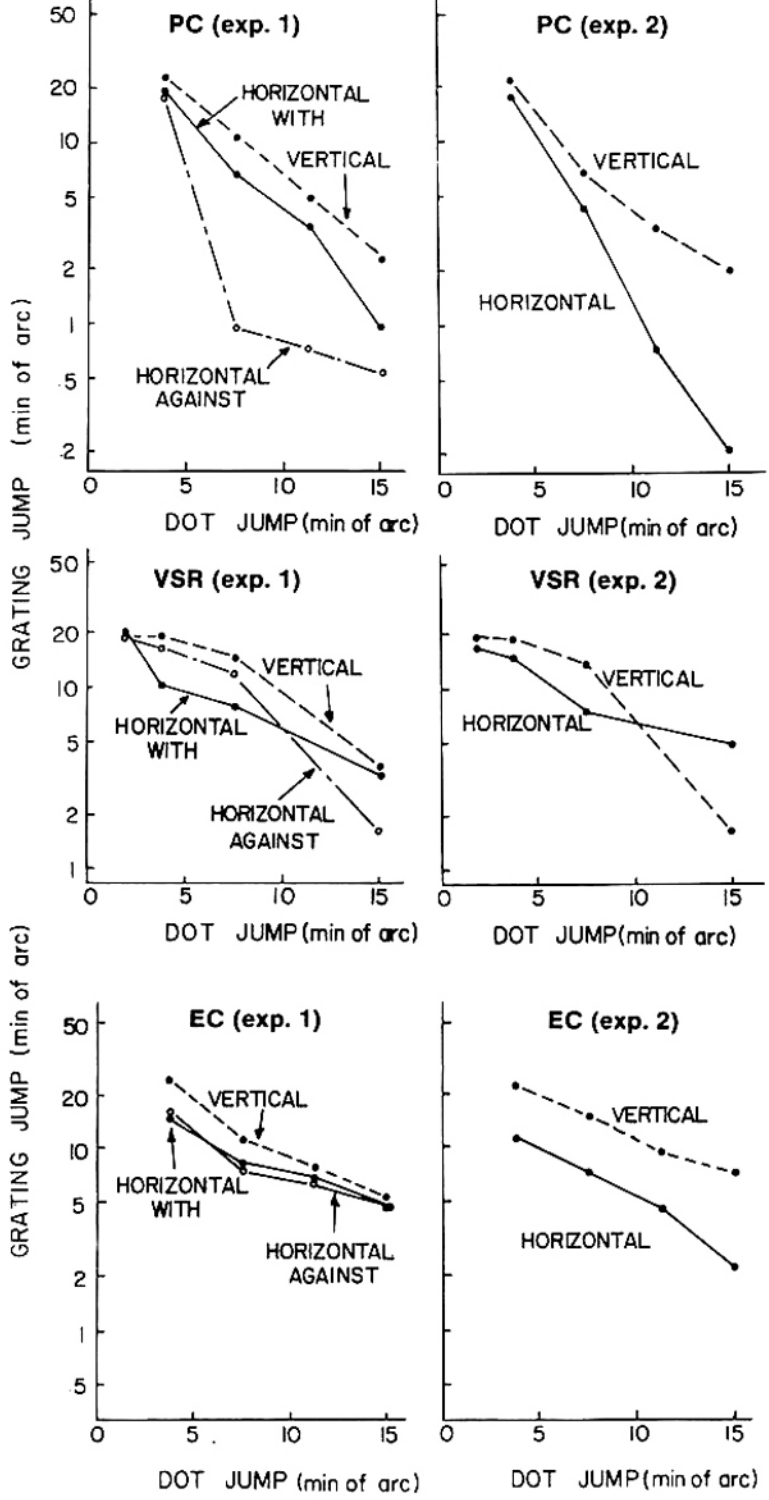 PC (exp. 1)
50
20
10
5
2
1
.5
.2
HORIZONTAL
WITH
VERTICAL
HORIZONTAL
AGAINST
0 5 10 15
DOT JUMP (min of arc)
PC (exp. 2)
VERTICAL
HORIZONTAL
0 5 10 15
DOT JUMP (min of arc)
GRATING JUMP (min of arc)
VSR (exp. 1)
50
20
10
5
2
1
VERTICAL
HORIZONTAL
WITH
HORIZONTAL
AGAINST
0 5 10 15
DOT JUMP (min of arc)
VSR (exp. 2)
VERTICAL
HORIZONTAL
0 5 10 15
DOT JUMP (min of arc)
GRATING JUMP (min of arc)
EC (exp. 1)
50
20
10
5
2
1
.5
VERTICAL
HORIZONTAL
WITH
HORIZONTAL
AGAINST
0 5 10 15
DOT JUMP (min of arc)
EC (exp. 2)
VERTICAL
HORIZONTAL
0 5 10 15
DOT JUMP (min of arc)